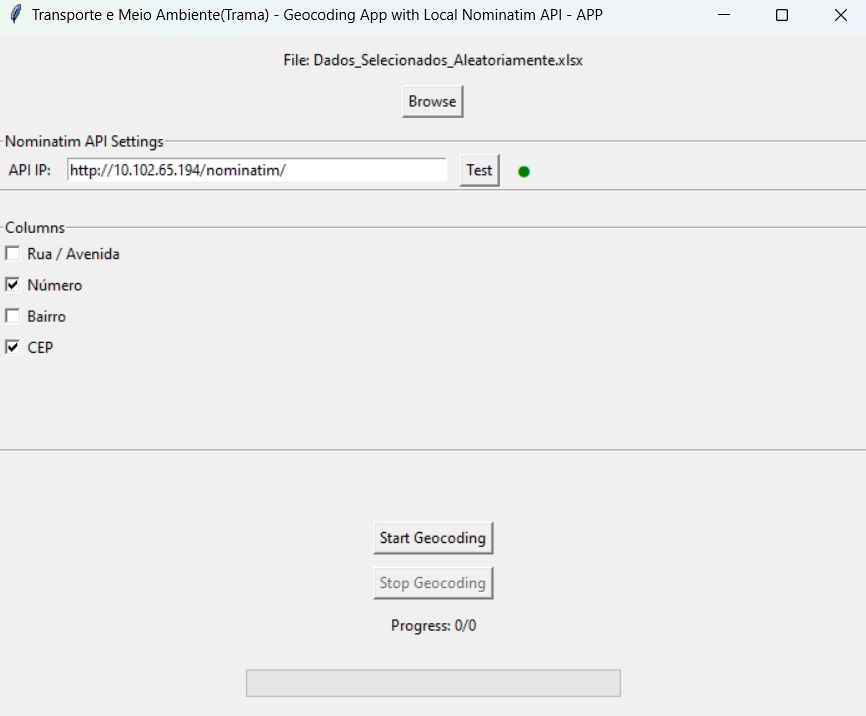 Transporte e Meio Ambiente(Trama) - Geocoding App with Local Nominatim API - APP
File: Dados_Selecionados_Aleatoriamente.xlsx
Browse
Nominatim API Settings
API IP: http://10.102.65.194/nominatim/ Test
Columns
Rua / Avenida
Número
Bairro
CEP
Start Geocoding
Stop Geocoding
Progress: 0/0